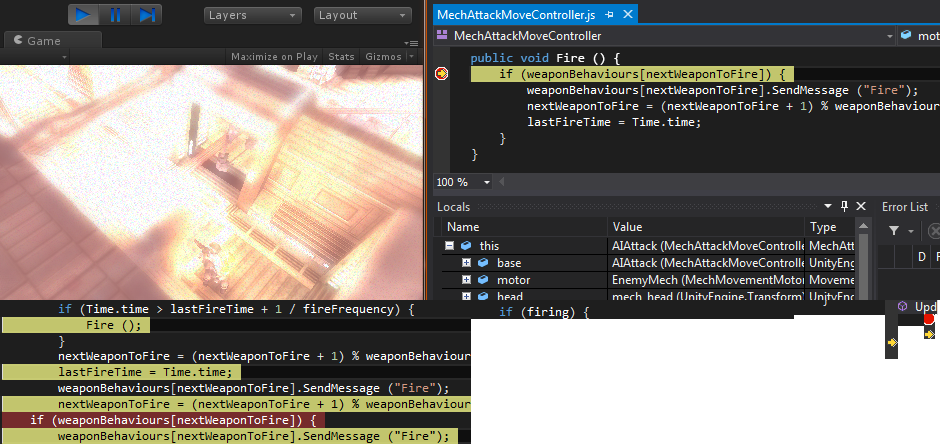 Layers
Layout
Game
Maximize on Play
Stats
Gizmos
MechAttackMoveController.js
MechAttackMoveController
mot
public void Fire () {
if (weaponBehaviours[nextWeaponToFire]) {
weaponBehaviours[nextWeaponToFire].SendMessage ("Fire");
nextWeaponToFire = (nextWeaponToFire + 1) % weaponBehaviour
lastFireTime = Time.time;
}
}
100 %
Locals
Name
Value
Type
this
AIAttack (MechAttackMoveControlle
MechAtt
base
AIAttack (MechAttackMoveControlle
UnityEng
motor
EnemyMech (MechMovementMotor
Moveme
head
mech_head (UnityEngine.Transform)
UnityEng
Error List
D
Upd
if (firing) {
if (Time.time > lastFireTime + 1 / fireFrequency) {
Fire ();
}
nextWeaponToFire = (nextWeaponToFire + 1) % weaponBehaviour
lastFireTime = Time.time;
weaponBehaviours[nextWeaponToFire].SendMessage ("Fire");
nextWeaponToFire = (nextWeaponToFire + 1) % weaponBehaviour
if (weaponBehaviours[nextWeaponToFire]) {
weaponBehaviours[nextWeaponToFire].SendMessage ("Fire");